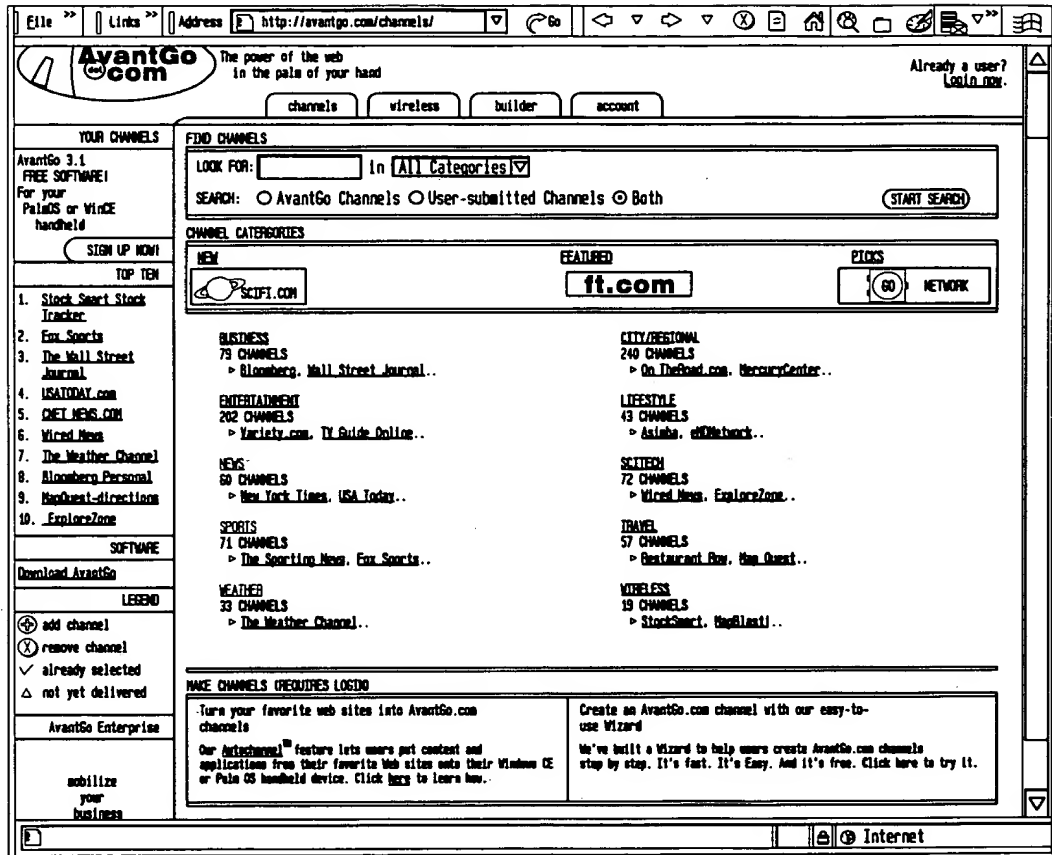 File »
Links »
Address http://avantgo.com/channels/
Go
AvantGo
.com
The power of the web
in the palm of your hand
Already a user?
Login now.
channels
wireless
builder
account
YOUR CHANNELS
AvantGo 3.1
FREE SOFTWARE!
For your
PalmOS or WinCE
handheld
SIGN UP NOW!
TOP TEN
1. Stock Smart Stock
Tracker
2. Fox Sports
3. The Wall Street
Journal
4. USATODAY.com
5. CNET NEWS.COM
6. Wired News
7. The Weather Channel
8. Bloomberg Personal
9. MapQuest-directions
10. ExploreZone
SOFTWARE
Download AvantGo
LEGEND
add channel
remove channel
already selected
not yet delivered
AvantGo Enterprise
mobilize
your
business
FIND CHANNELS
LOOK FOR: in All Categories
SEARCH: AvantGo Channels User-submitted Channels Both
START SEARCH
CHANNEL CATERGORIES
NEW
FEATURED
PICKS
SCIFI.COM
ft.com
GO NETWORK
BUSINESS
79 CHANNELS
▹ Bloomberg, Wall Street Journal..
ENTERTAINMENT
202 CHANNELS
▹ Variety.com, TV Guide Online..
NEWS
60 CHANNELS
▹ New York Times, USA Today..
SPORTS
71 CHANNELS
▹ The Sporting News, Fox Sports..
WEATHER
33 CHANNELS
▹ The Weather Channel..
CITY/REGIONAL
240 CHANNELS
▹ On TheRoad.com, MercuryCenter..
LIFESTYLE
43 CHANNELS
▹ Asimba, eMDNetwork..
SCITECH
72 CHANNELS
▹ Wired News, ExploreZone..
TRAVEL
57 CHANNELS
▹ Restaurant Row, Map Quest..
WIRELESS
19 CHANNELS
▹ StockSmart, MapBlast!..
MAKE CHANNELS (REQUIRES LOGIN)
Turn your favorite web sites into AvantGo.com
channels
Our Autochannel™ feature lets users put content and
applications from their favorite Web sites onto their Windows CE
or Palm OS handheld device. Click here to learn how.
Create an AvantGo.com channel with our easy-to-
use Wizard
We've built a Wizard to help users create AvantGo.com channels
step by step. It's fast. It's Easy. And it's free. Click here to try it.
Internet